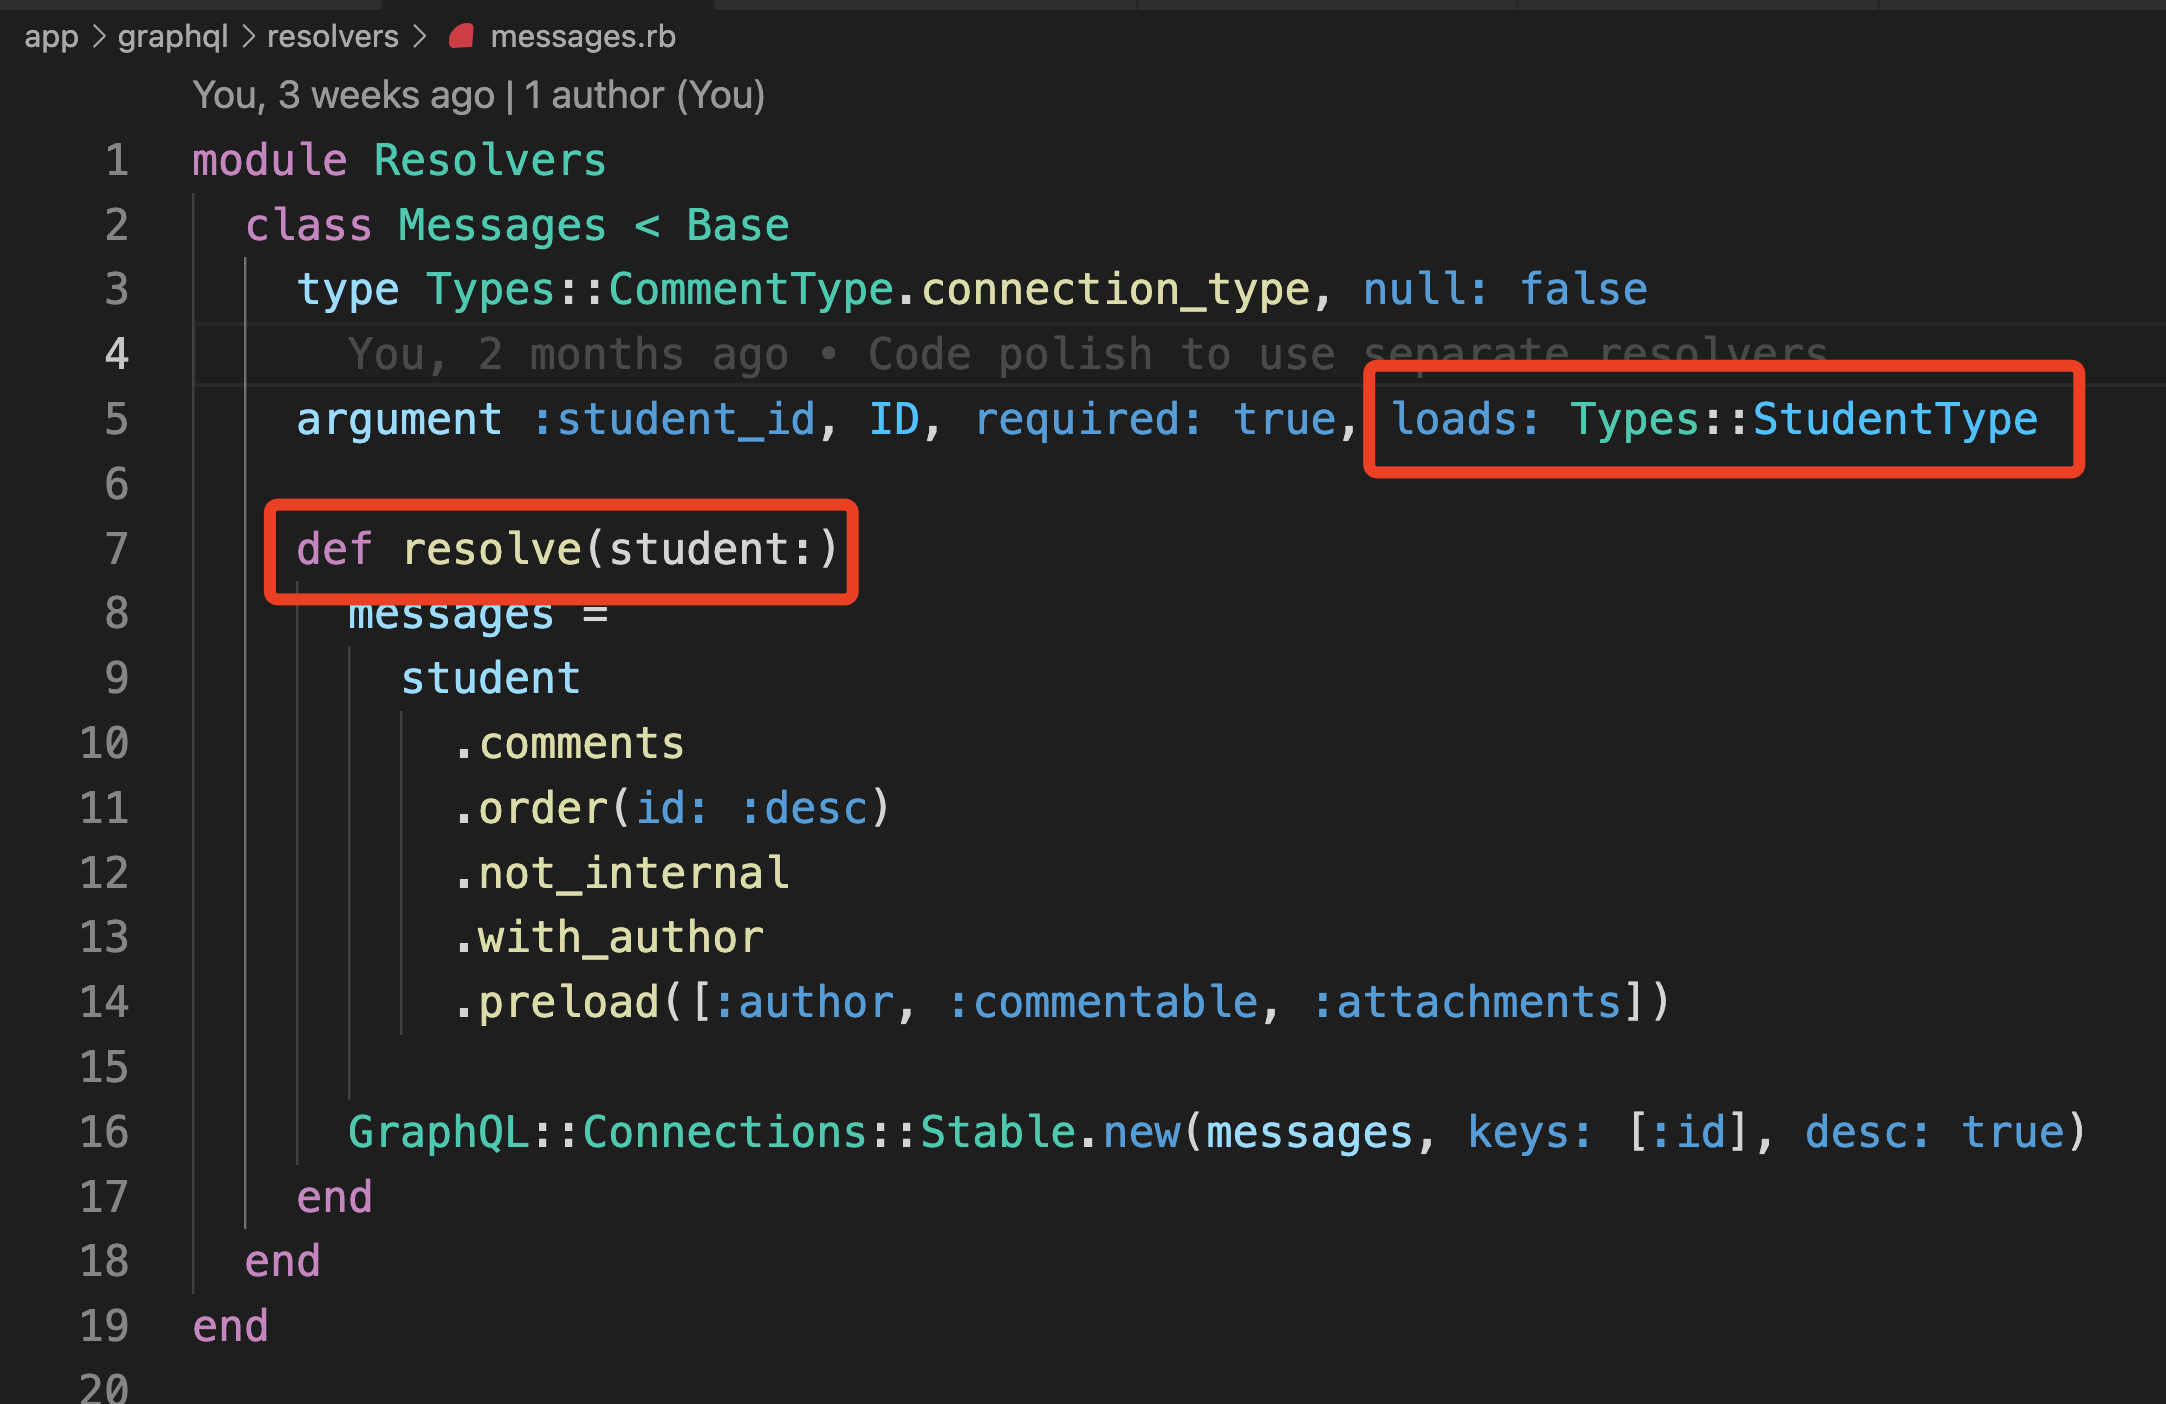 app > graphql > resolvers > messages.rb
You, 3 weeks ago | 1 author (You)
1 module Resolvers
2 class Messages < Base
3 type Types::CommentType.connection_type, null: false
4 You, 2 months ago • Code polish to use separate resolvers
5 argument :student_id, ID, required: true, loads: Types::StudentType
6
7 def resolve(student:)
8 messages =
9 student
10 .comments
11 .order(id: :desc)
12 .not_internal
13 .with_author
14 .preload([:author, :commentable, :attachments])
15
16 GraphQL::Connections::Stable.new(messages, keys: [:id], desc: true)
17 end
18 end
19 end
20